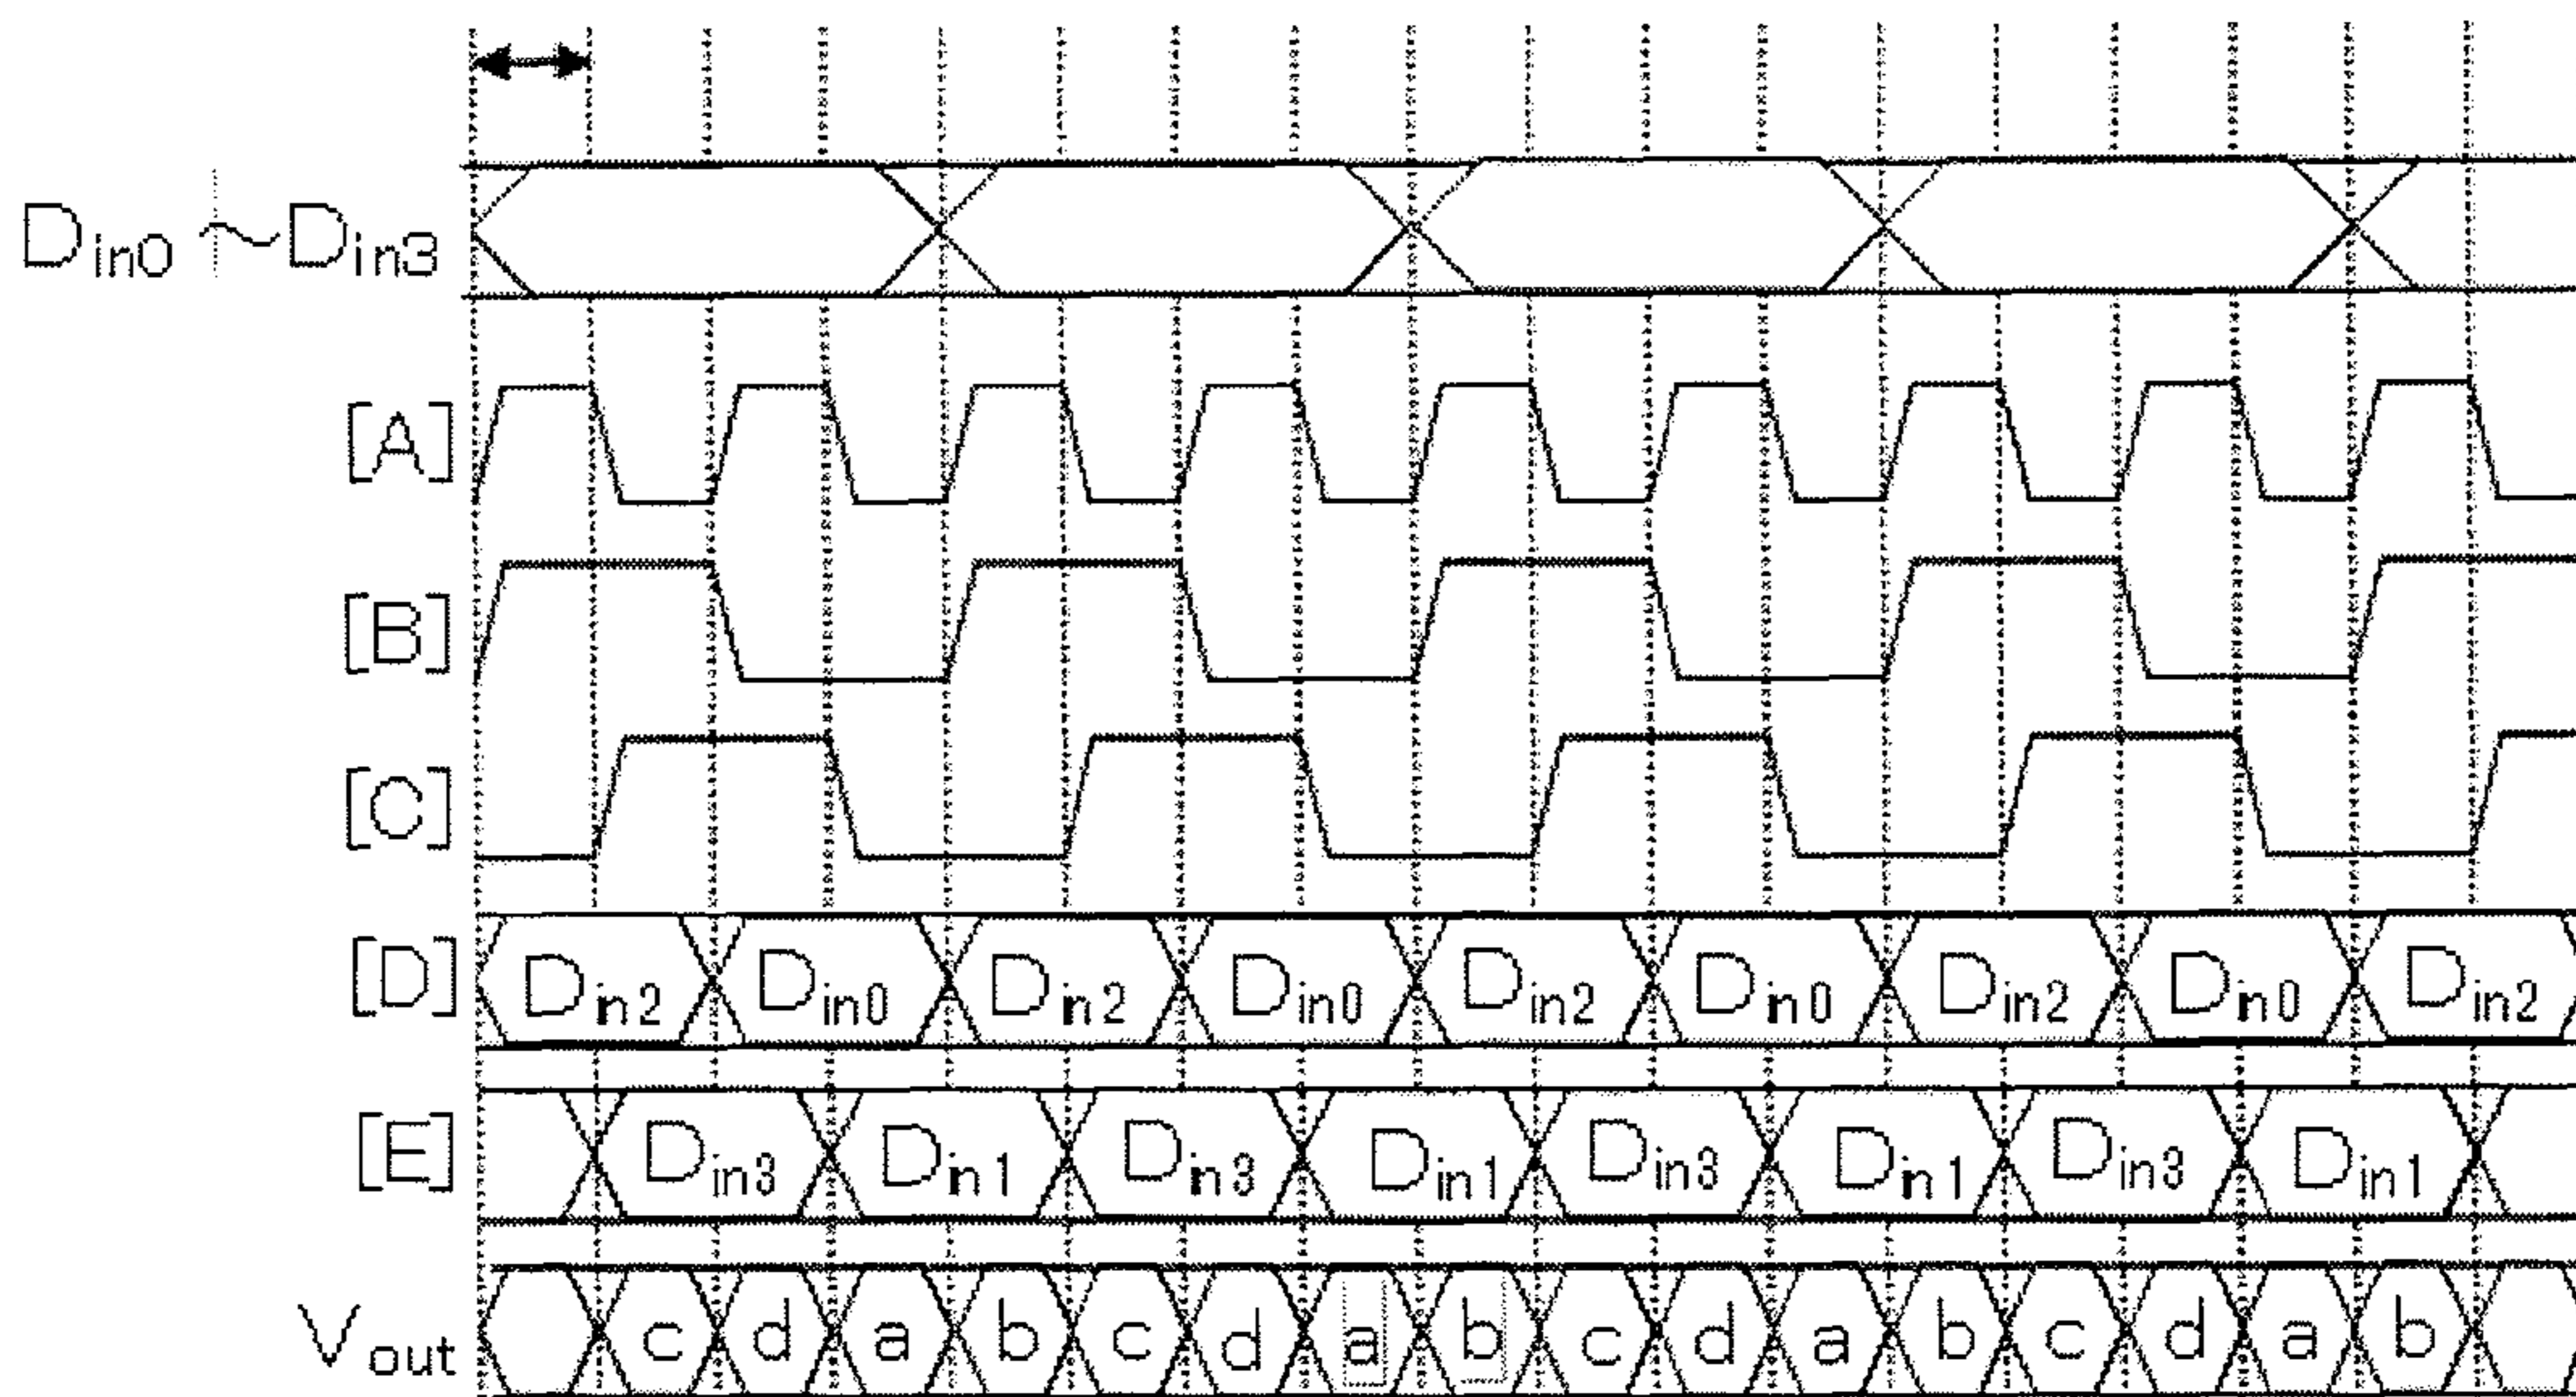 Din0 ~ Din3
[A]
[B]
[C]
[D] Din2 Din0 Din2 Din0 Din2 Din0 Din2 Din0 Din2
[E] Din3 Din1 Din3 Din1 Din3 Din1 Din3 Din1
Vout c d a b c d a b c d a b c d a b